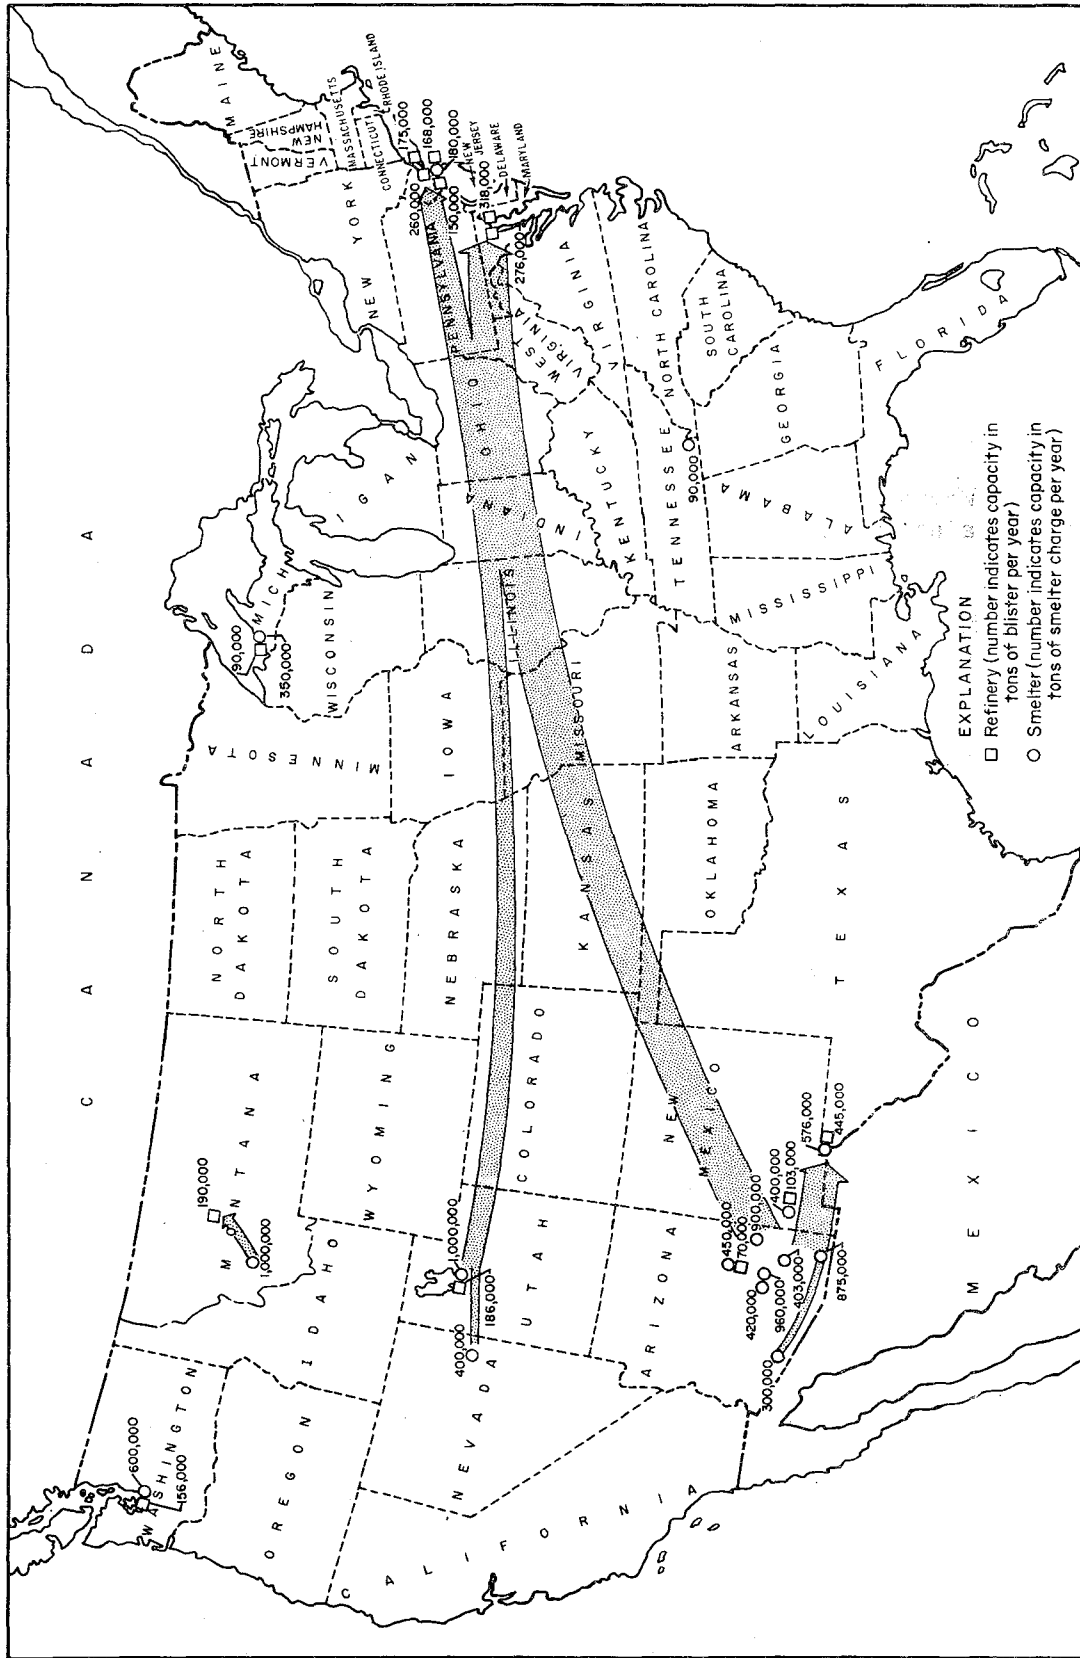 C A N A D A
WASHINGTON
600,000
156,000
OREGON
CALIFORNIA
NEVADA
400,000
IDAHO
MONTANA
190,000
1,000,000
WYOMING
UTAH
1,000,000
186,000
COLORADO
ARIZONA
NEW
MEXICO
300,000
420,000
960,000
403,000
875,000
450,000
70,000
900,000
400,000
103,000
576,000
445,000
NORTH
DAKOTA
SOUTH
DAKOTA
NEBRASKA
KANSAS
OKLAHOMA
TEXAS
MINNESOTA
IOWA
MISSOURI
ARKANSAS
LOUISIANA
WISCONSIN
MICH IGAN
90,000
350,000
ILLINOIS
INDIANA
OHIO
KENTUCKY
TENNESSEE
90,000
MISSISSIPPI
ALABAMA
GEORGIA
FLORIDA
SOUTH
CAROLINA
NORTH CAROLINA
VIRGINIA
WEST
VIRGINIA
PENNSYLVANIA
NEW YORK
VERMONT
NEW
HAMPSHIRE
MAINE
MASSACHUSETTS
CONNECTICUT
RHODE ISLAND
NEW
JERSEY
DELAWARE
MARYLAND
260,000
175,000
168,000
180,000
150,000
318,000
276,000
M E X I C O
EXPLANATION
□ Refinery (number indicates capacity in
tons of blister per year)
○ Smelter (number indicates capacity in
tons of smelter charge per year)